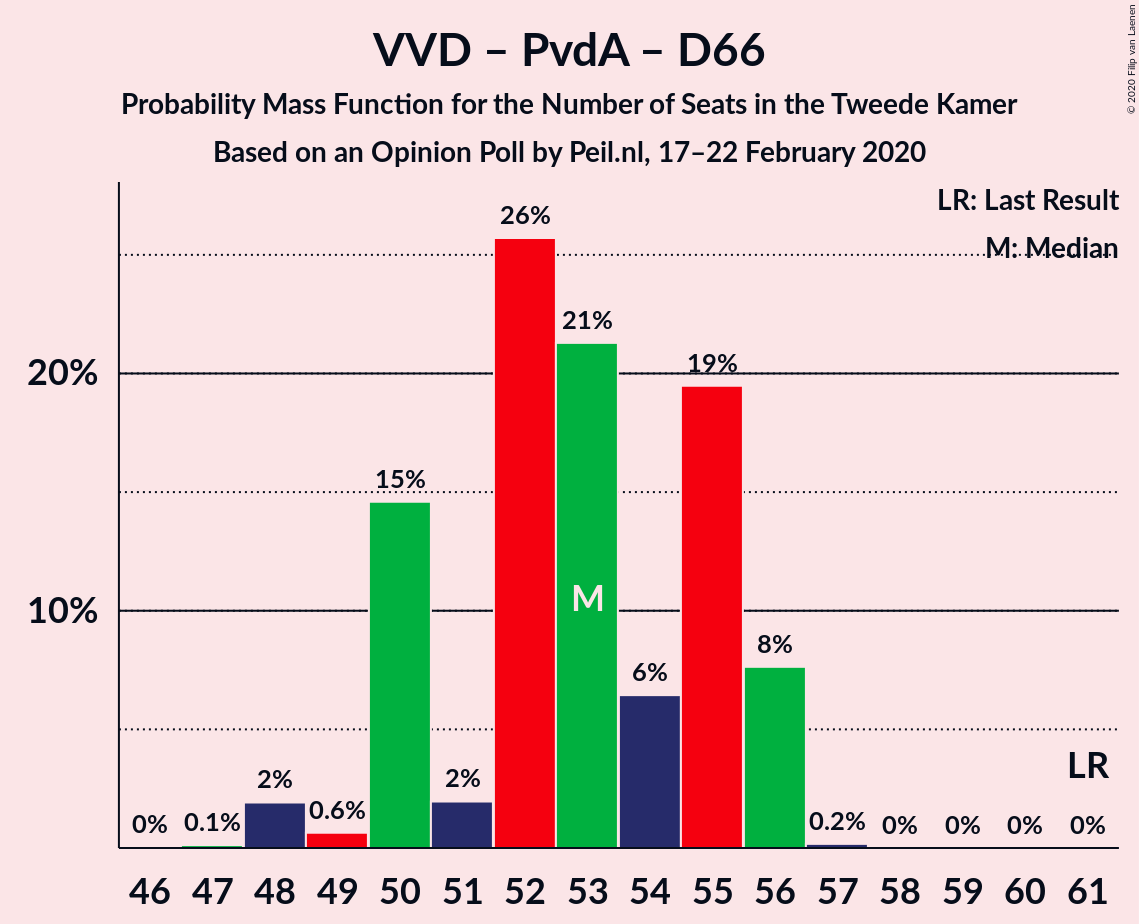 VVD – PvdA – D66
Probability Mass Function for the Number of Seats in the Tweede Kamer
Based on an Opinion Poll by Peil.nl, 17–22 February 2020
© 2020 Filip van Laenen
LR: Last Result
M: Median
20%
10%
0%
0.1%
2%
0.6%
15%
2%
26%
21%
6%
19%
8%
0.2%
0%
0%
0%
0%
M
LR
46 47 48 49 50 51 52 53 54 55 56 57 58 59 60 61